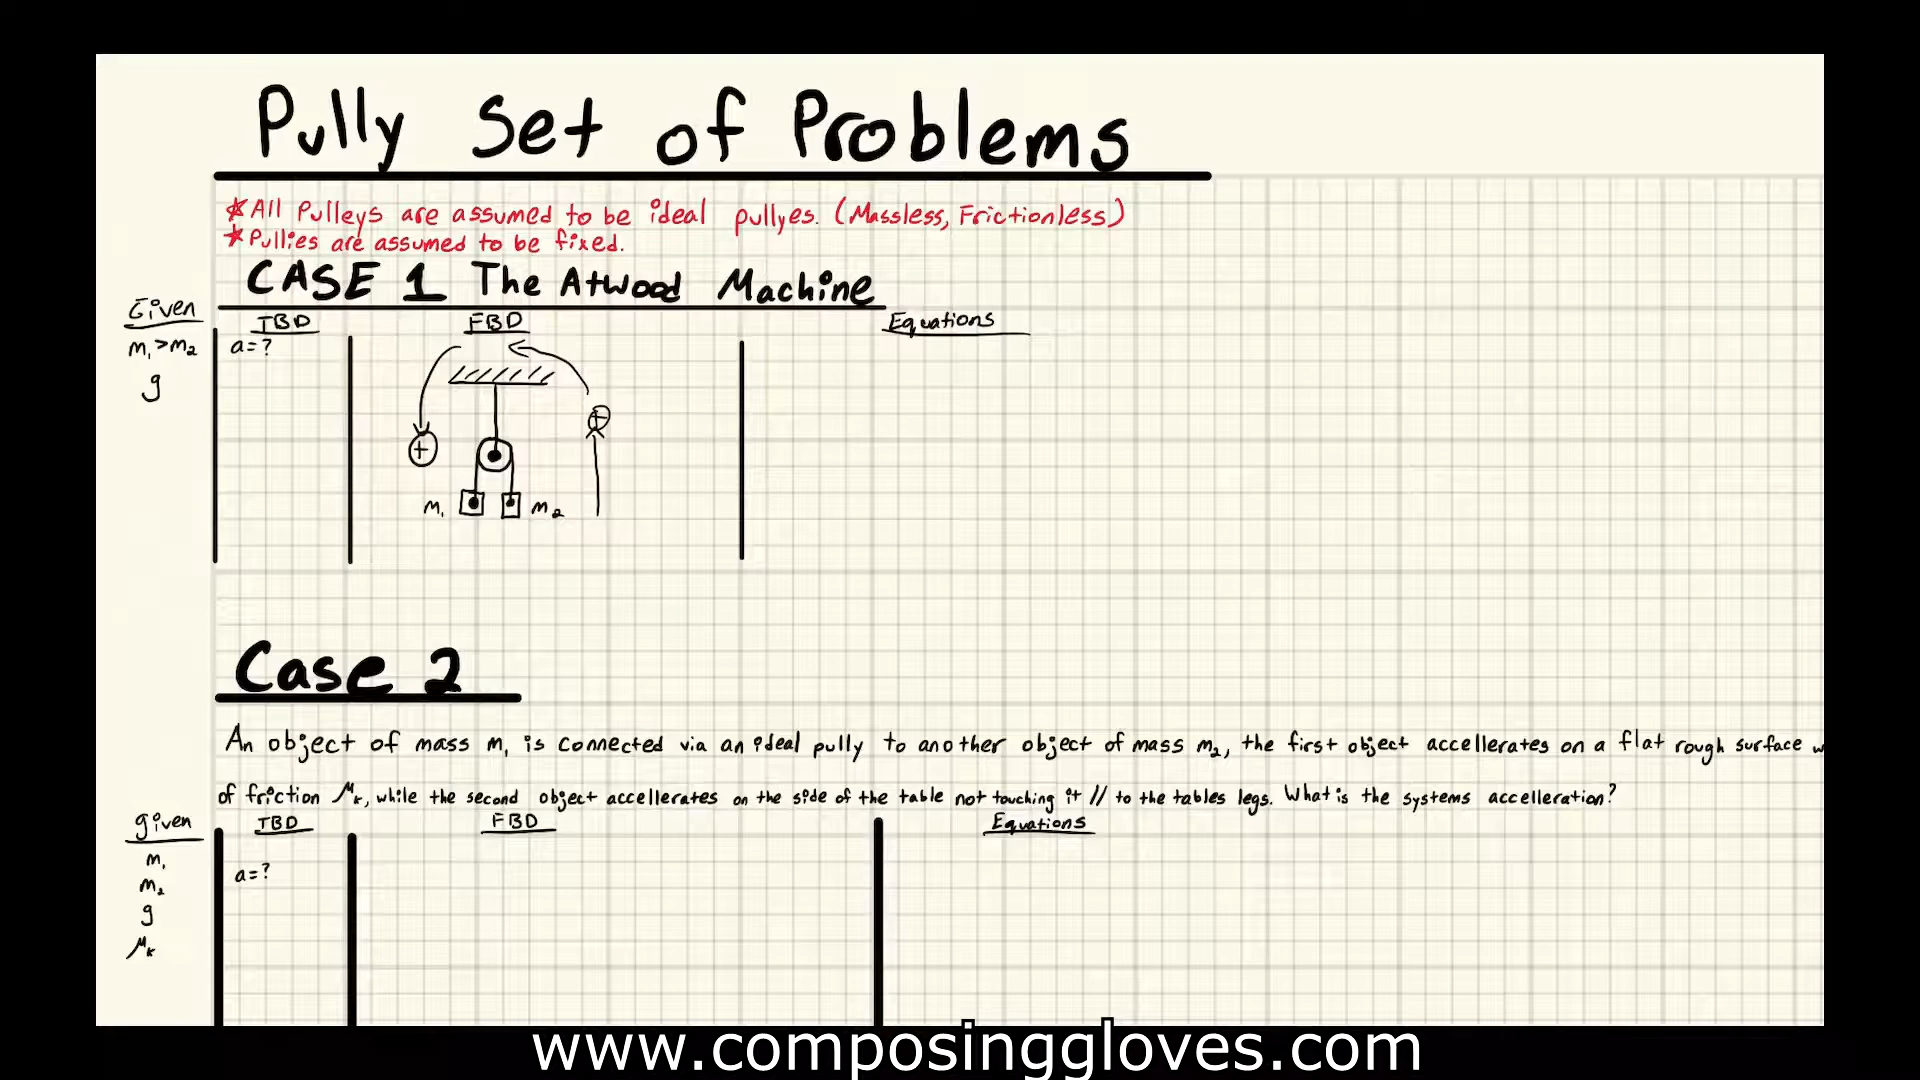 Pully Set of Problems
*All Pulleys are assumed to be ideal pullyes. (Massless, Frictionless)
*Pullies are assumed to be fixed.
CASE 1 The Atwood Machine
Given
TBD
FBD
Equations
m₁>m₂
a=?
g
+
+
m₁
m₂
Case 2
An object of mass m₁ is connected via an ideal pully to another object of mass m₂, the first object accellerates on a flat rough surface w
of friction μₖ, while the second object accellerates on the side of the table not touching it // to the tables legs. What is the systems accelleration?
given
TBD
FBD
Equations
m₁
a=?
m₂
g
μₖ
www.composinggloves.com